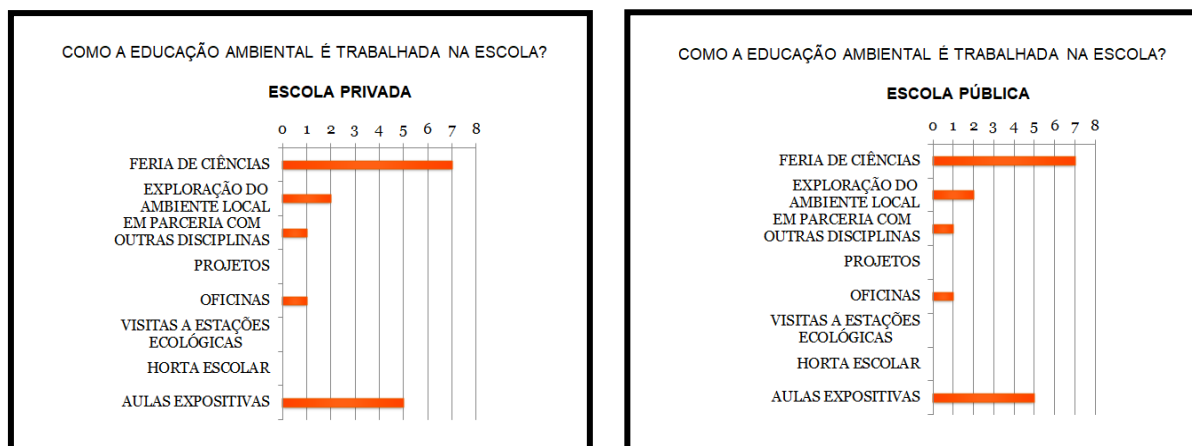 COMO A EDUCAÇÃO AMBIENTAL É TRABALHADA NA ESCOLA?
ESCOLA PRIVADA
0 1 2 3 4 5 6 7 8
FERIA DE CIÊNCIAS
EXPLORAÇÃO DO
AMBIENTE LOCAL
EM PARCERIA COM
OUTRAS DISCIPLINAS
PROJETOS
OFICINAS
VISITAS A ESTAÇÕES
ECOLÓGICAS
HORTA ESCOLAR
AULAS EXPOSITIVAS
COMO A EDUCAÇÃO AMBIENTAL É TRABALHADA NA ESCOLA?
ESCOLA PÚBLICA
0 1 2 3 4 5 6 7 8
FERIA DE CIÊNCIAS
EXPLORAÇÃO DO
AMBIENTE LOCAL
EM PARCERIA COM
OUTRAS DISCIPLINAS
PROJETOS
OFICINAS
VISITAS A ESTAÇÕES
ECOLÓGICAS
HORTA ESCOLAR
AULAS EXPOSITIVAS